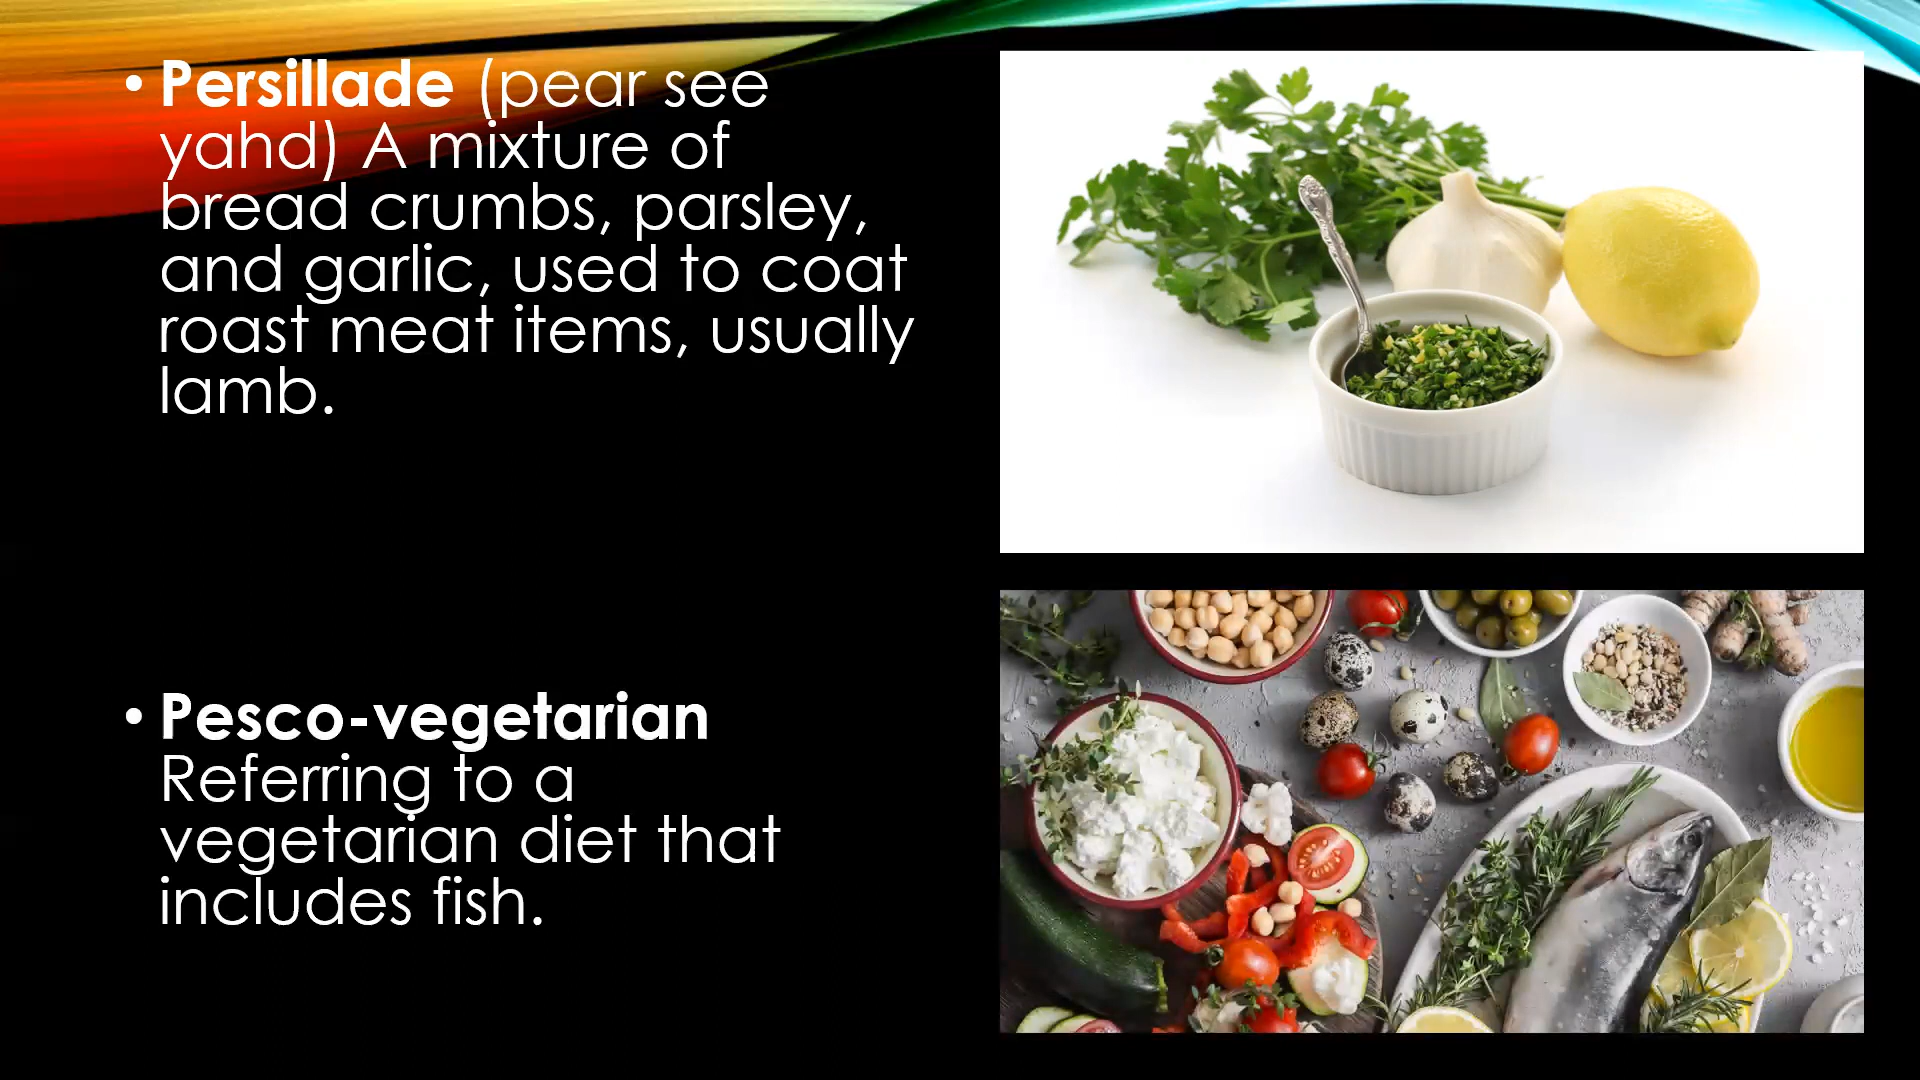 • Persillade (pear see
yahd) A mixture of
bread crumbs, parsley,
and garlic, used to coat
roast meat items, usually
lamb.
• Pesco-vegetarian
Referring to a
vegetarian diet that
includes fish.